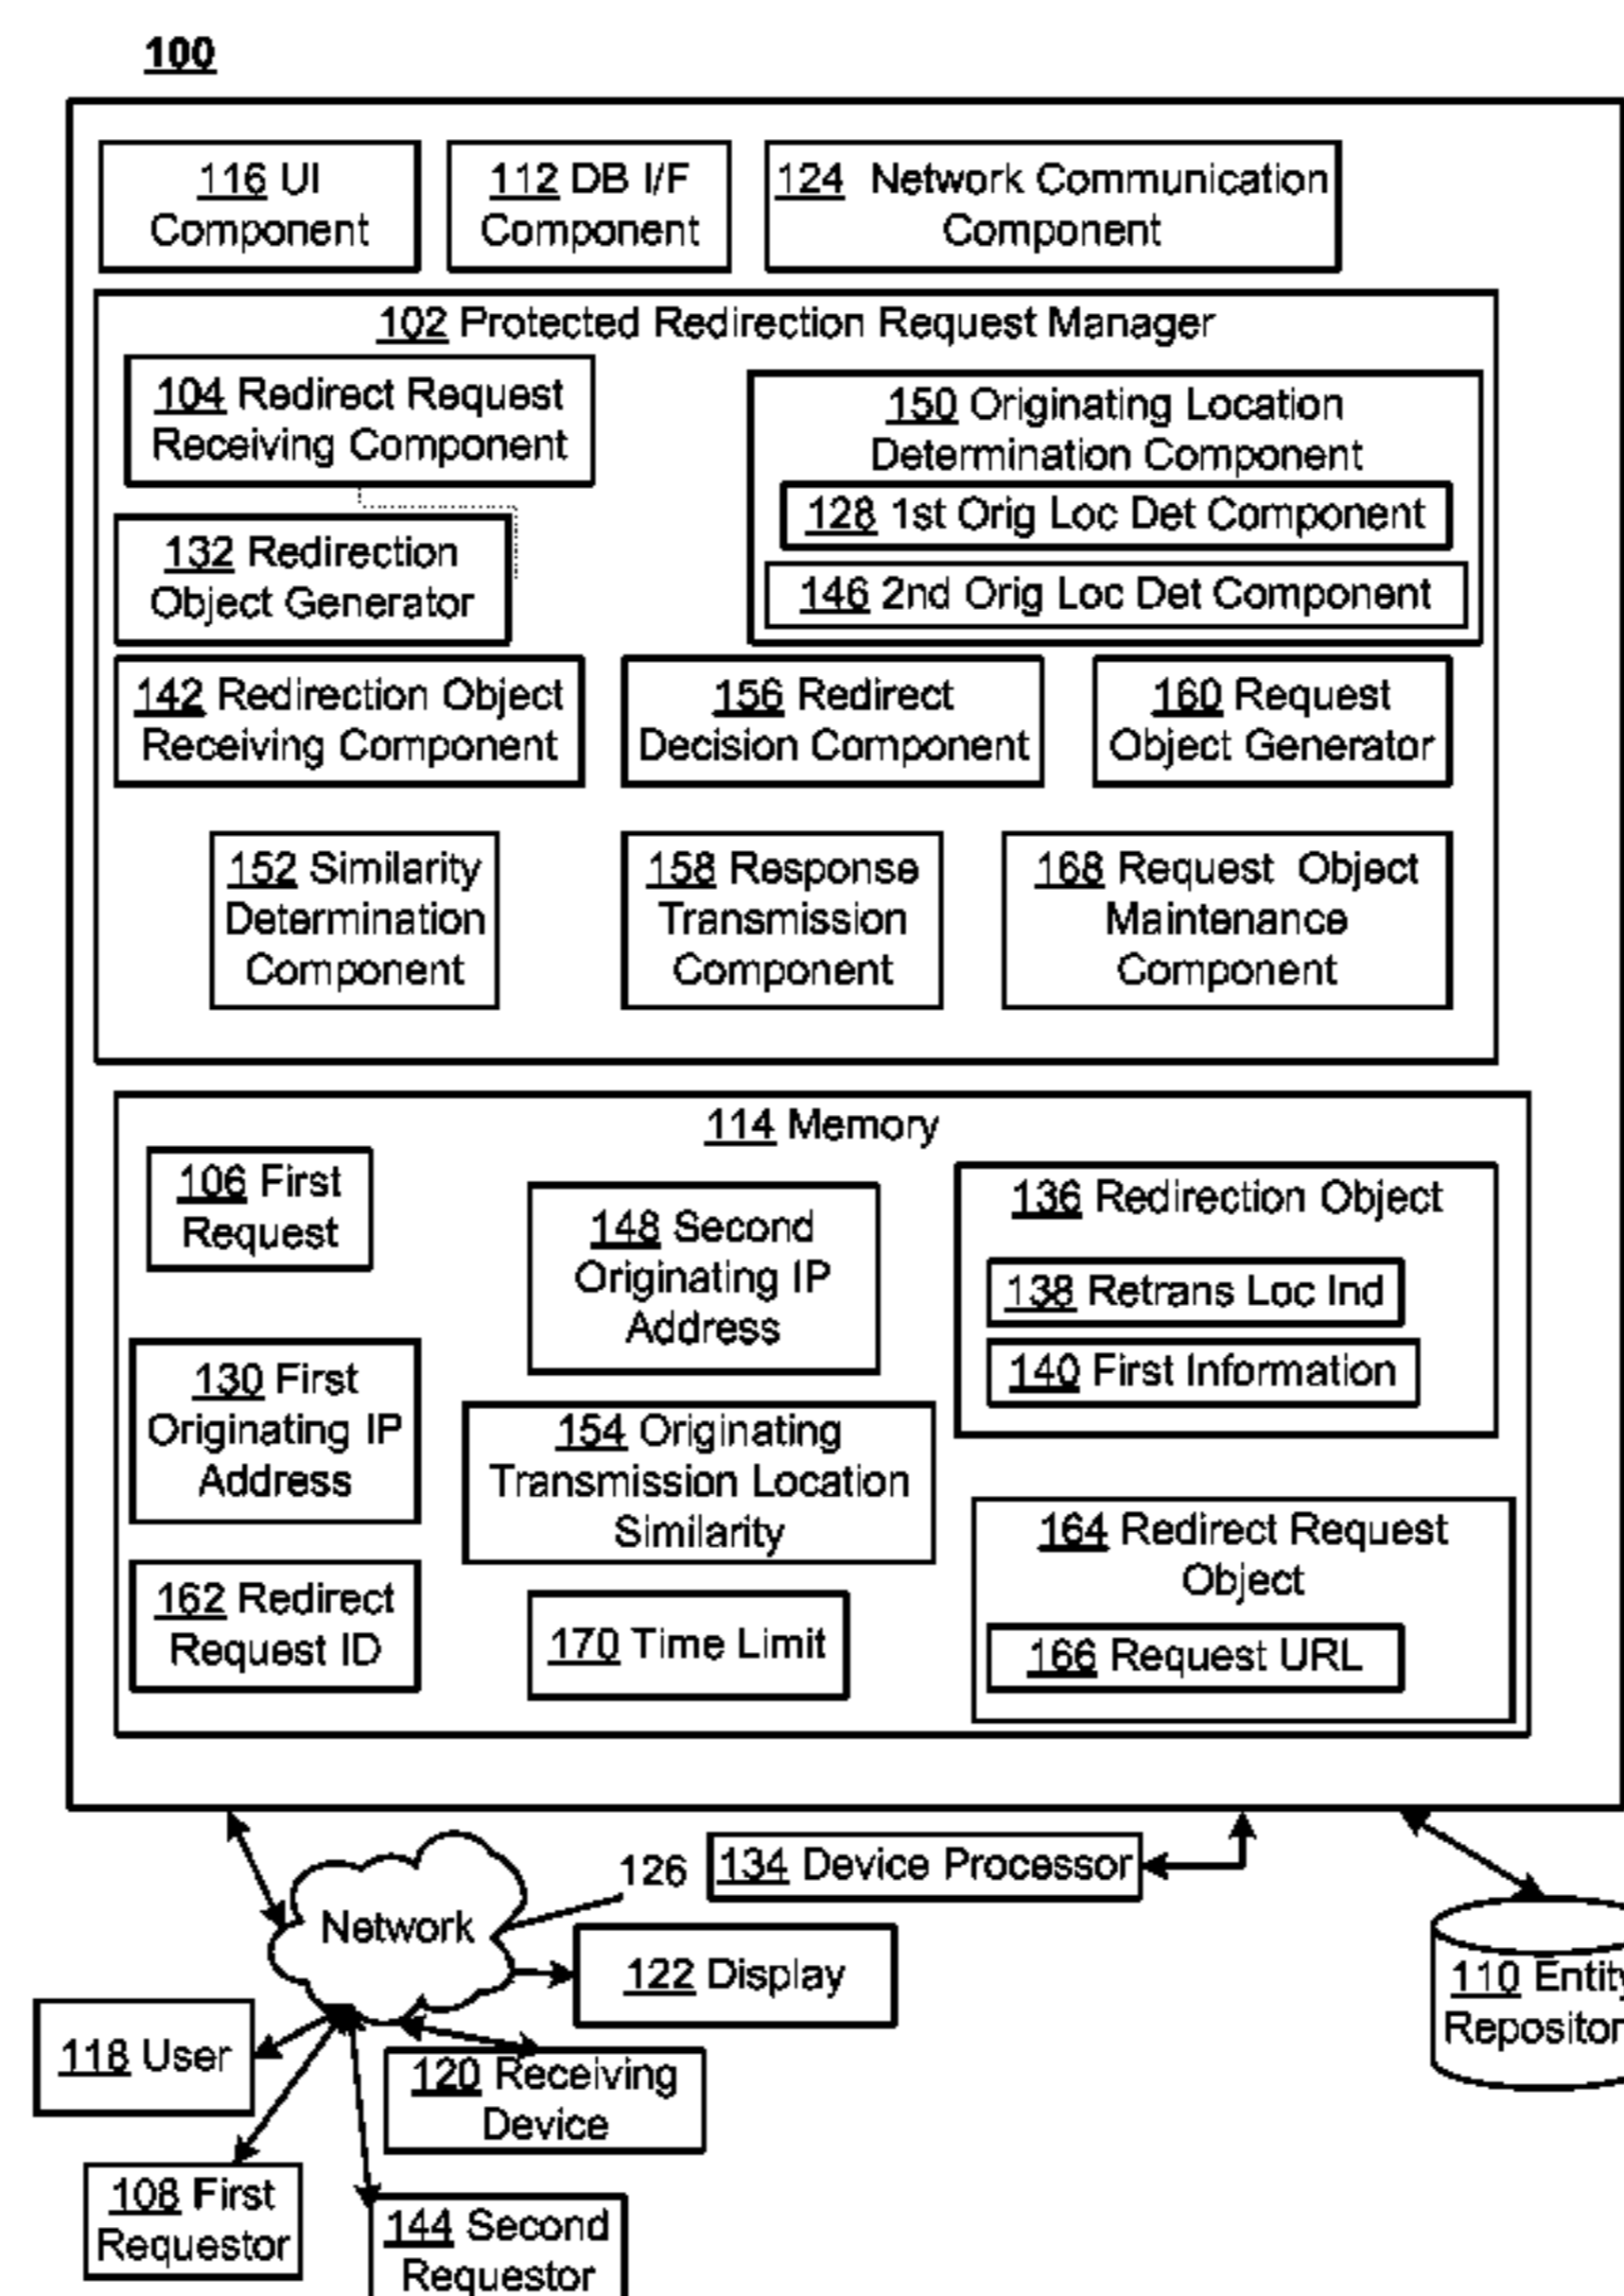 100
116 UI
Component
112 DB I/F
Component
124 Network Communication
Component
102 Protected Redirection Request Manager
104 Redirect Request
Receiving Component
150 Originating Location
Determination Component
128 1st Orig Loc Det Component
146 2nd Orig Loc Det Component
132 Redirection
Object Generator
142 Redirection Object
Receiving Component
156 Redirect
Decision Component
160 Request
Object Generator
152 Similarity
Determination
Component
158 Response
Transmission
Component
168 Request Object
Maintenance
Component
114 Memory
106 First
Request
148 Second
Originating IP
Address
136 Redirection Object
138 Retrans Loc Ind
140 First Information
130 First
Originating IP
Address
154 Originating
Transmission Location
Similarity
164 Redirect Request
Object
166 Request URL
162 Redirect
Request ID
170 Time Limit
126
134 Device Processor
Network
122 Display
110 Entity
Repositor
118 User
120 Receiving
Device
108 First
Requestor
144 Second
Requestor